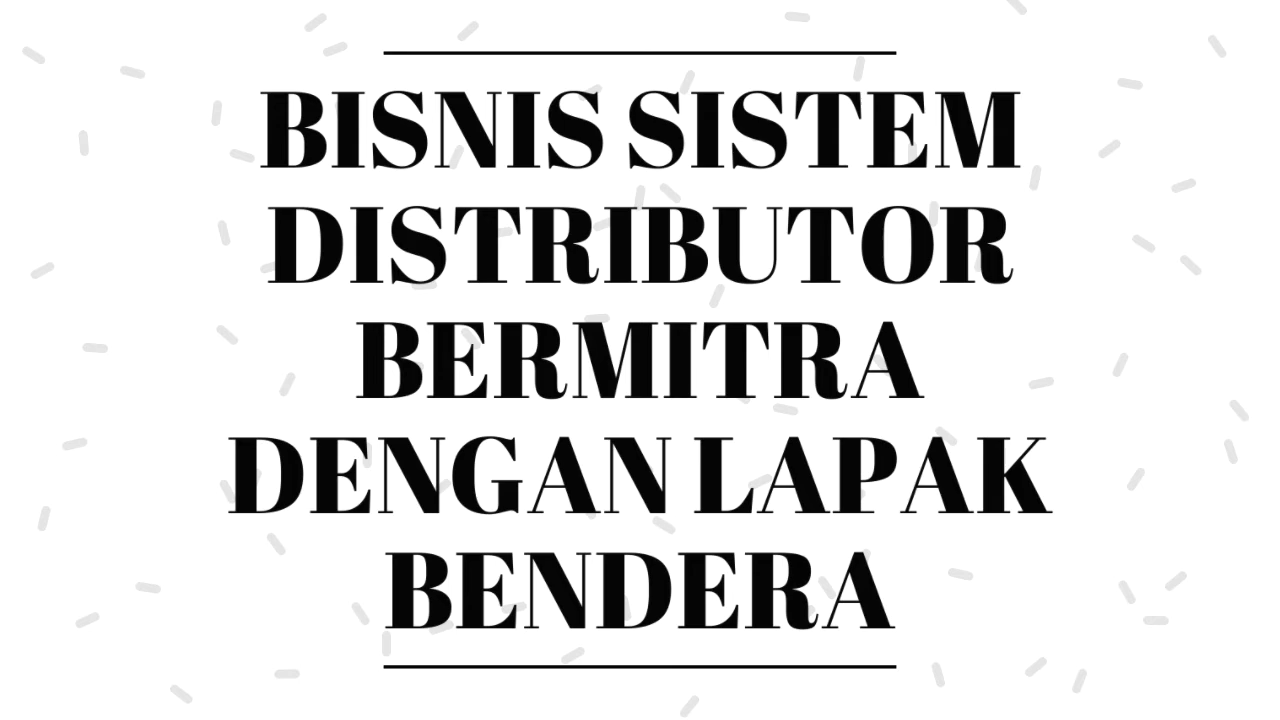 BISNIS SISTEM
DISTRIBUTOR
BERMITRA
DENGAN LAPAK
BENDERA